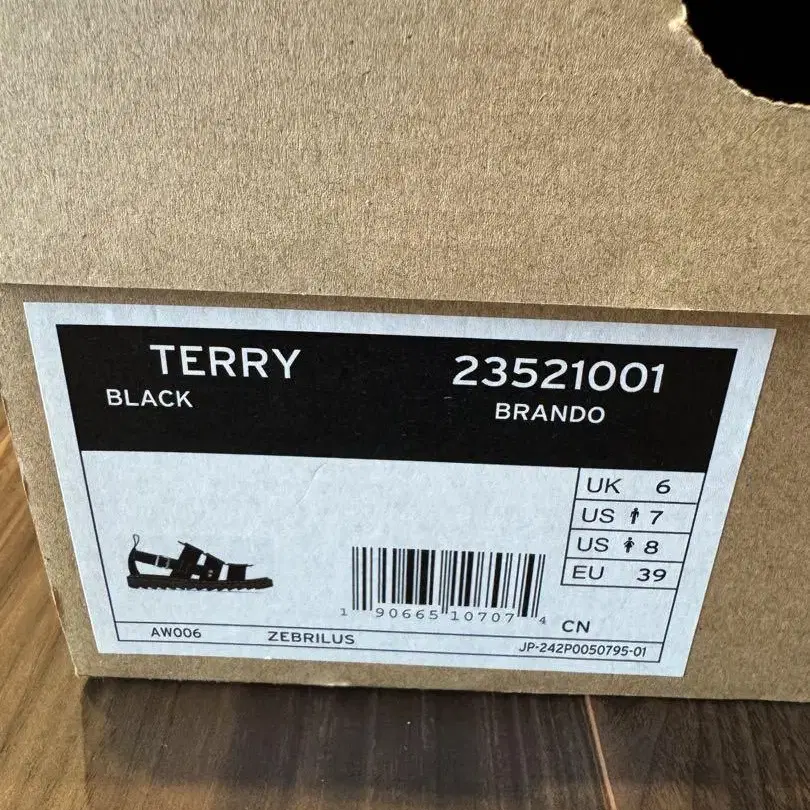 TERRY 23521001
BLACK BRANDO
UK 6
US 7
US 8
EU 39
1 90665 10707 4
CN
AW006 ZEBRILUS JP-242P0050795-01